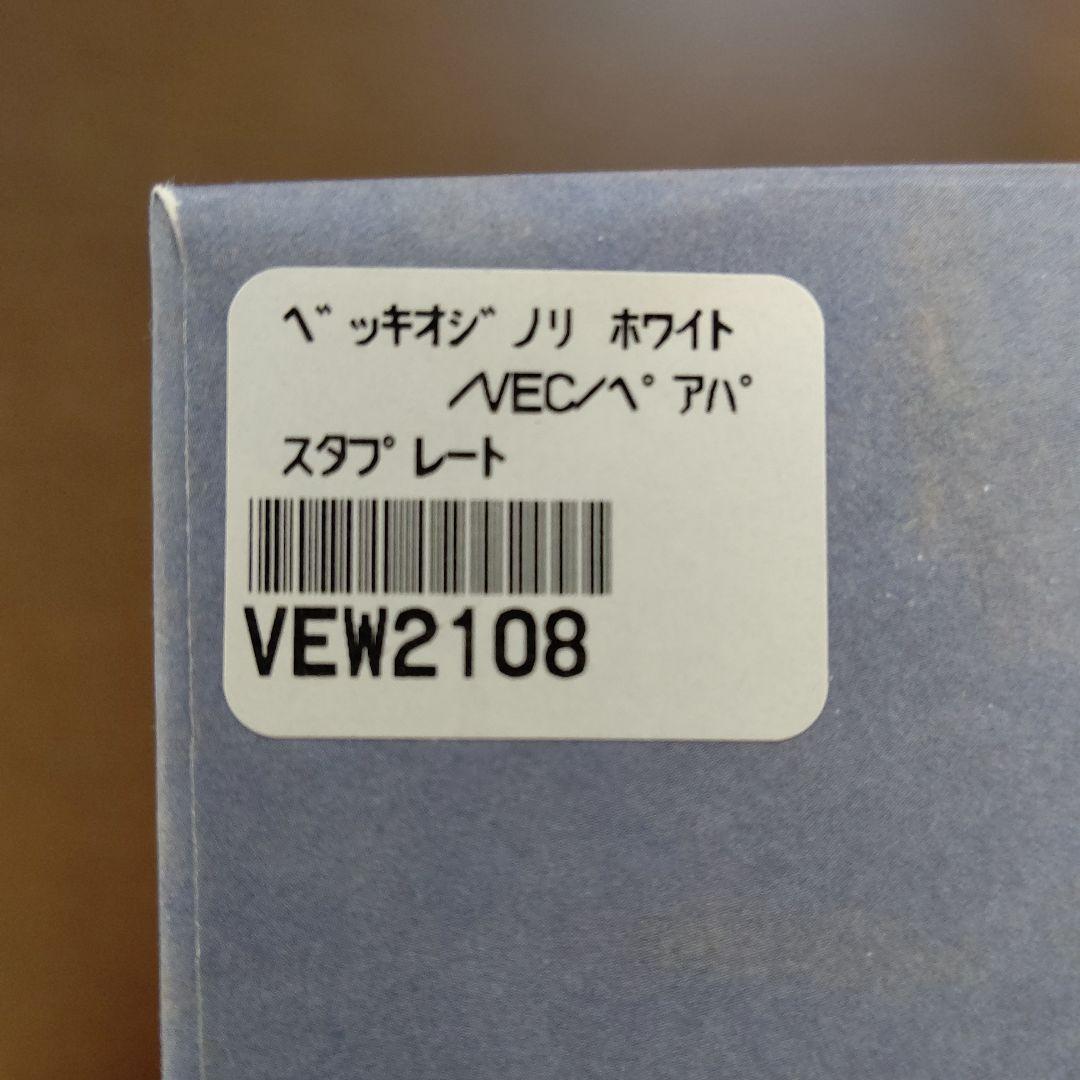 ﾍﾞｯｷｵｼﾞﾉﾘ ﾎﾜｲﾄ
/VEC/ﾍﾟｱﾊﾟ
ｽﾀﾌﾟﾚｰﾄ
VEW2108